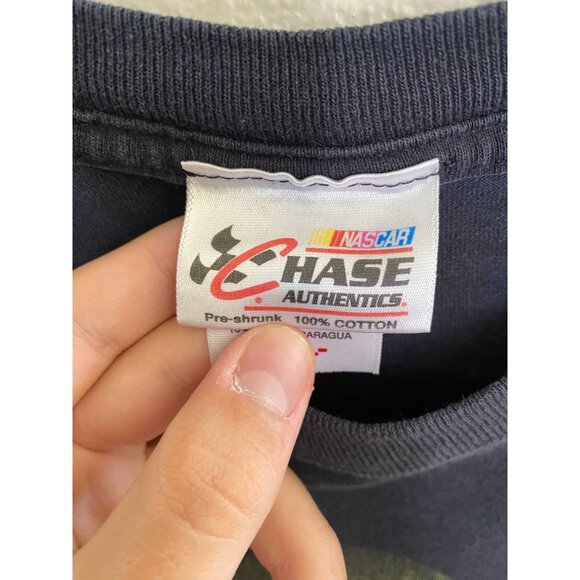 NASCAR
CHASE
AUTHENTICS®
Pre-shrunk 100% COTTON